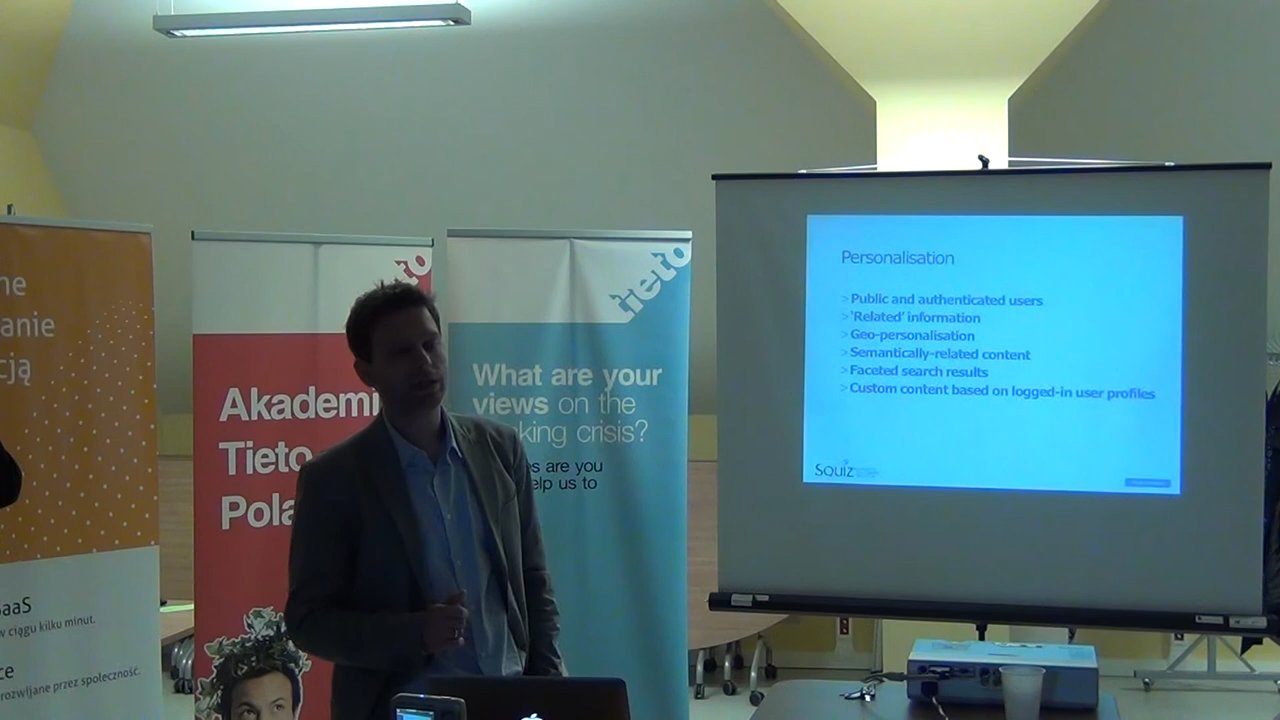 ne
anie
cją
SaaS
w ciągu kilku minut.
ce
rozwijane przez społeczność.
to
Akademi
Tieto
Pola
tieto
What are your
views on the
king crisis?
s are you
elp us to
Personalisation
> Public and authenticated users
> 'Related' information
> Geo-personalisation
> Semantically-related content
> Faceted search results
> Custom content based on logged-in user profiles
Squiz